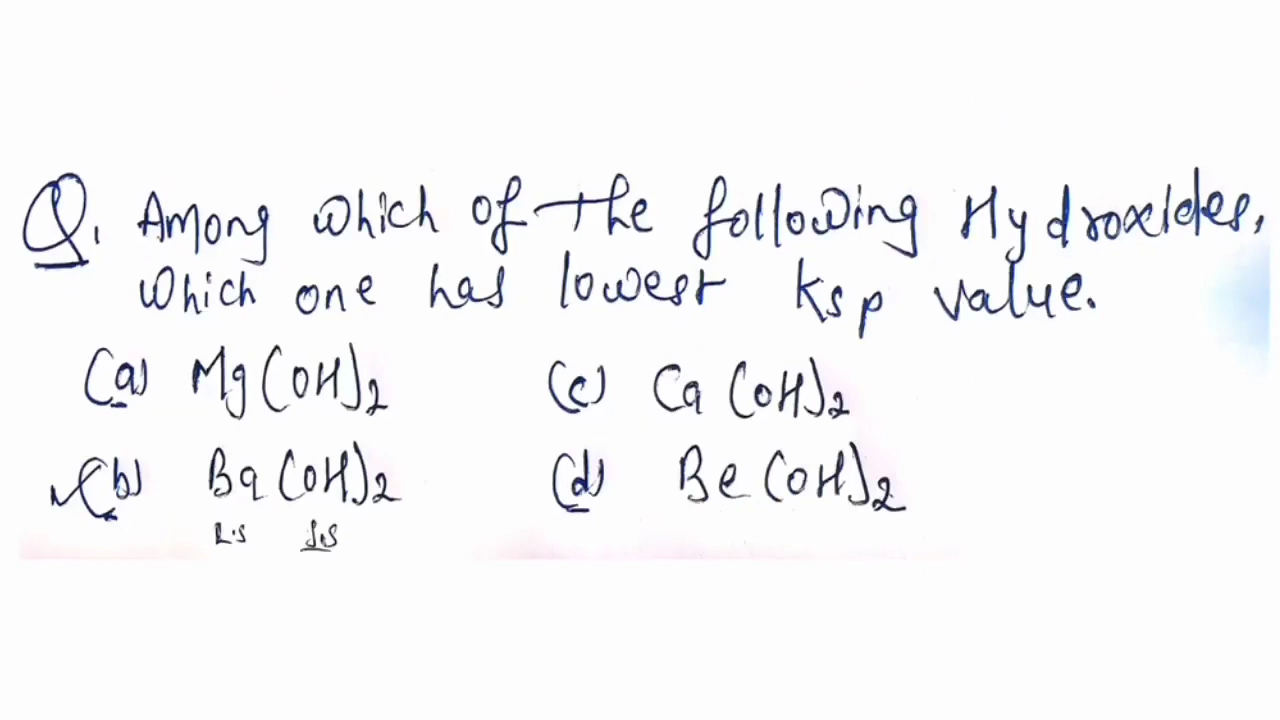 Q. Among which of the following Hydroxides,
which one has lowest ksp value.
(a) Mg(OH)2 (c) Ca(OH)2
✓(b) Ba(OH)2 (d) Be(OH)2
L.S S.S